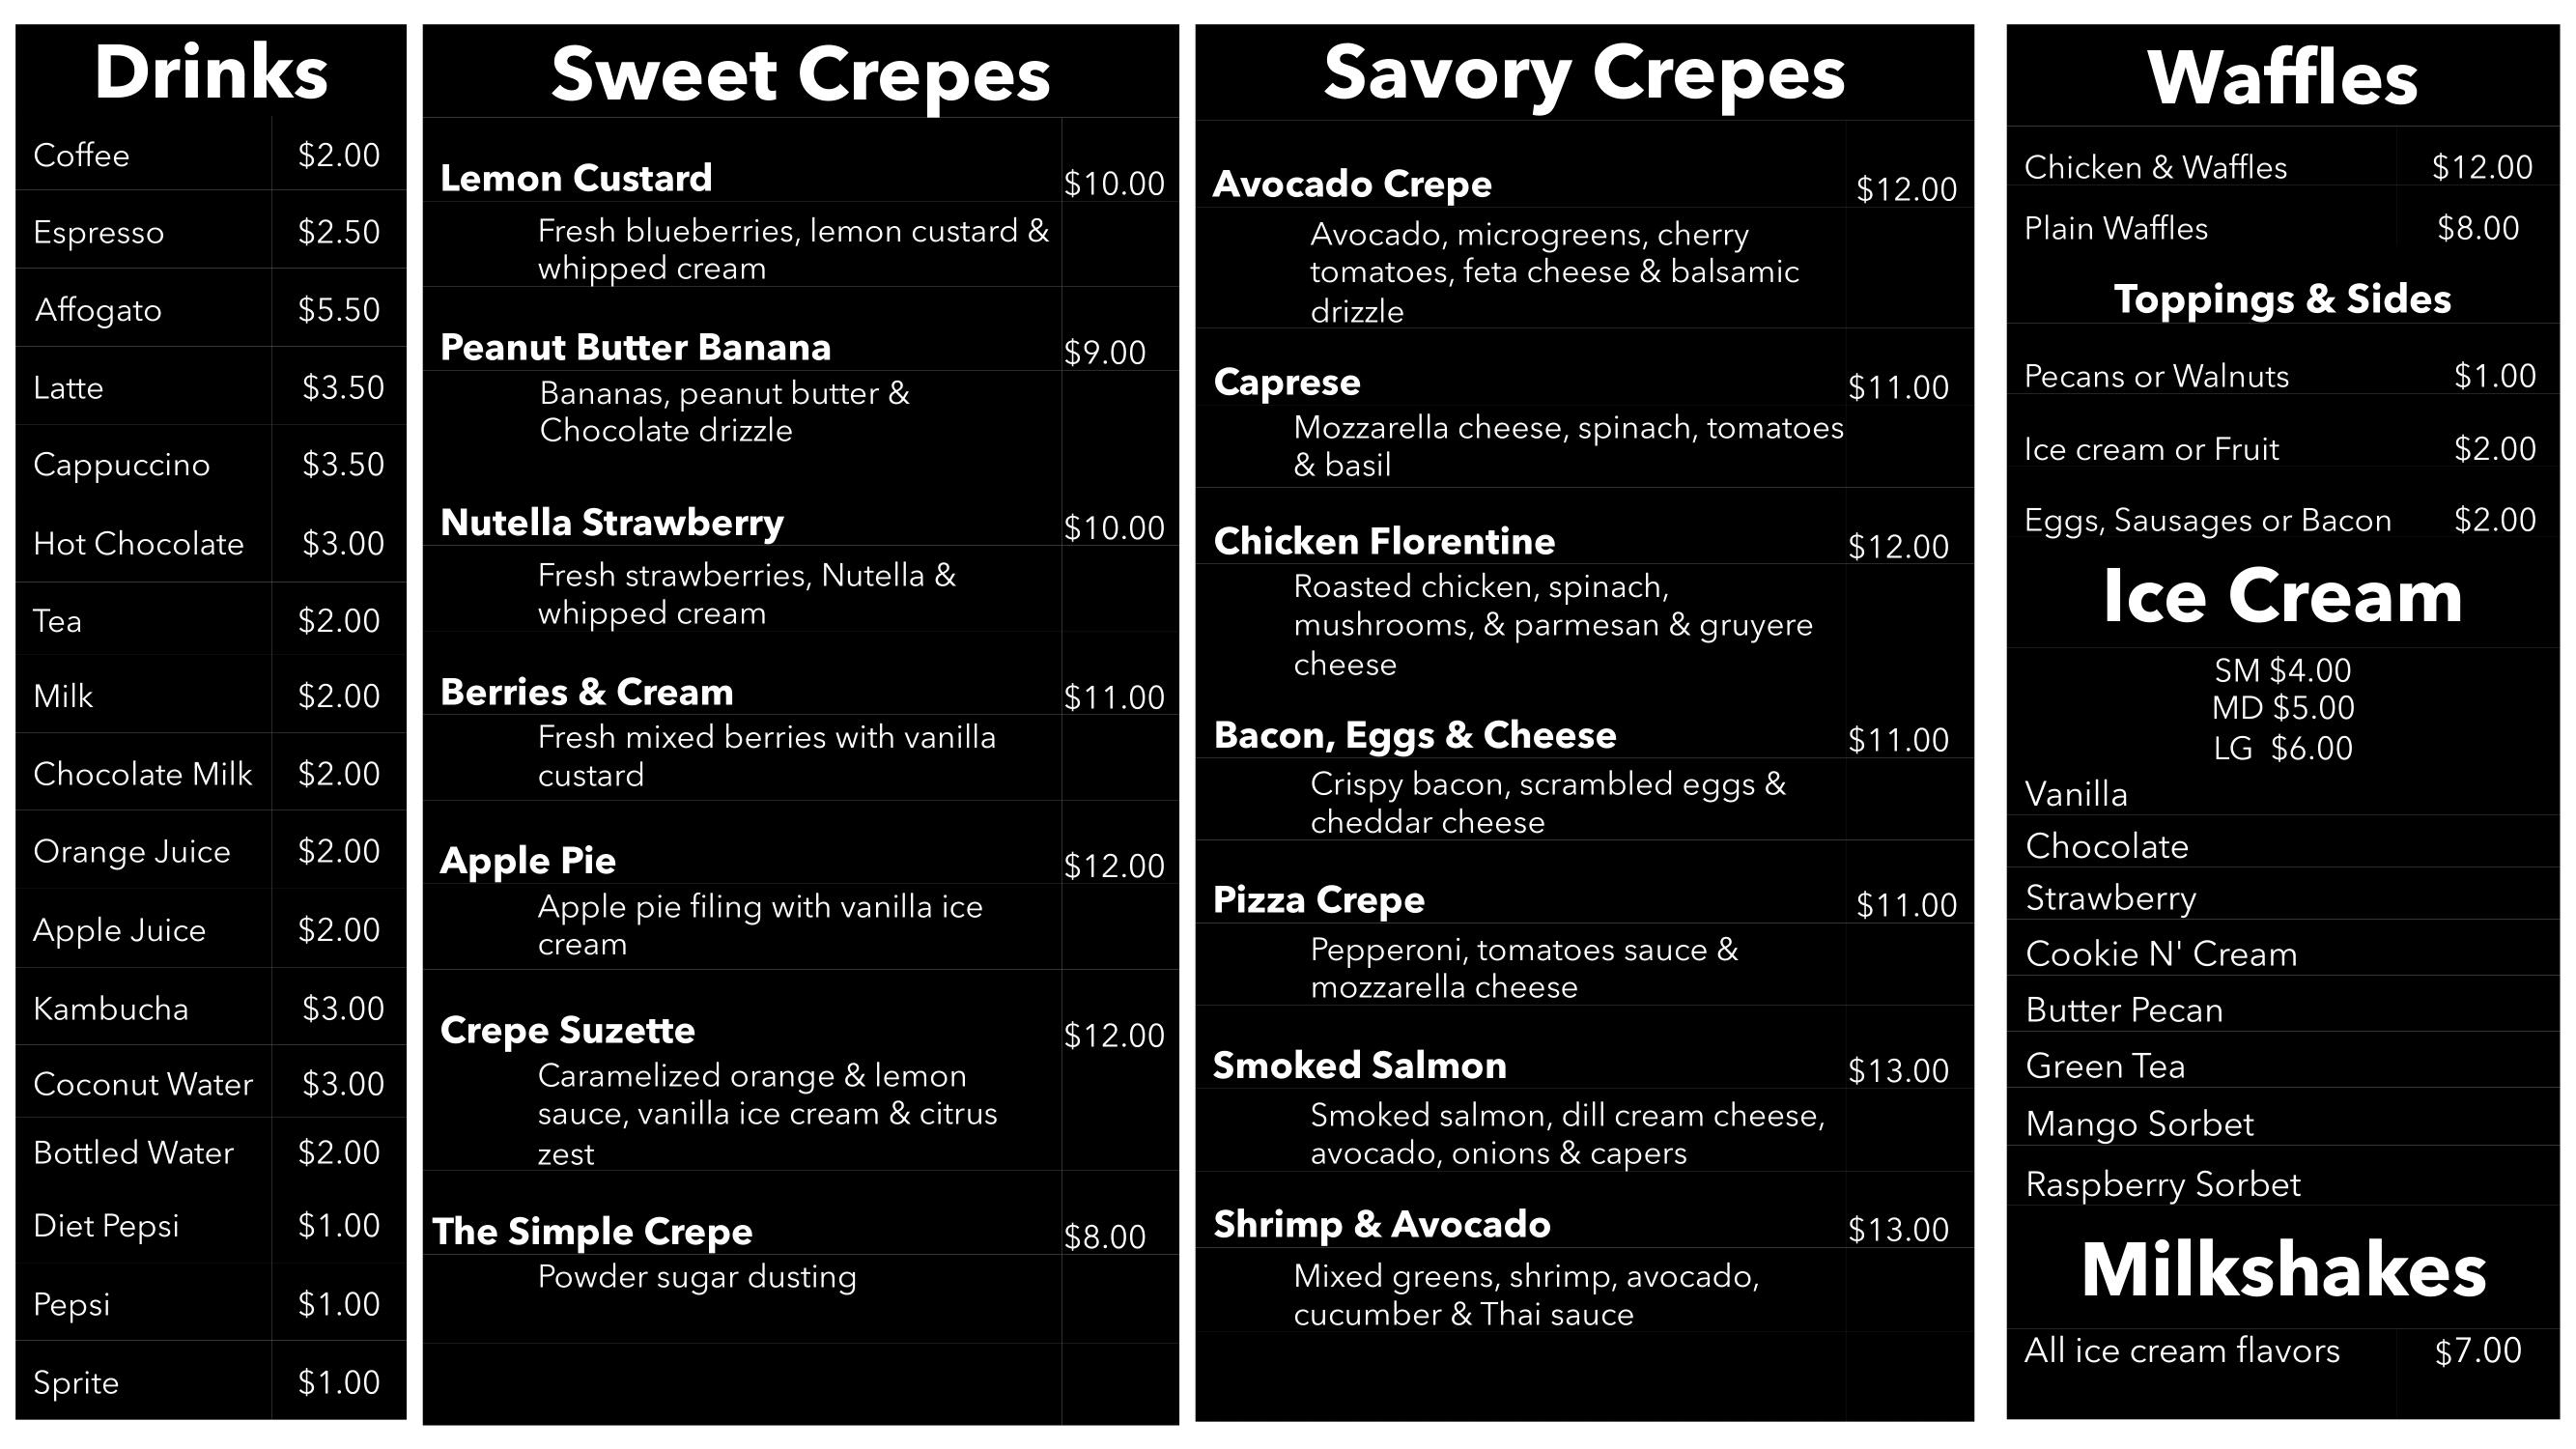 Drinks
Coffee $2.00
Espresso $2.50
Affogato $5.50
Latte $3.50
Cappuccino $3.50
Hot Chocolate $3.00
Tea $2.00
Milk $2.00
Chocolate Milk $2.00
Orange Juice $2.00
Apple Juice $2.00
Kambucha $3.00
Coconut Water $3.00
Bottled Water $2.00
Diet Pepsi $1.00
Pepsi $1.00
Sprite $1.00
Sweet Crepes
Lemon Custard $10.00
Fresh blueberries, lemon custard &
whipped cream
Peanut Butter Banana $9.00
Bananas, peanut butter &
Chocolate drizzle
Nutella Strawberry $10.00
Fresh strawberries, Nutella &
whipped cream
Berries & Cream $11.00
Fresh mixed berries with vanilla
custard
Apple Pie $12.00
Apple pie filing with vanilla ice
cream
Crepe Suzette $12.00
Caramelized orange & lemon
sauce, vanilla ice cream & citrus
zest
The Simple Crepe $8.00
Powder sugar dusting
Savory Crepes
Avocado Crepe $12.00
Avocado, microgreens, cherry
tomatoes, feta cheese & balsamic
drizzle
Caprese $11.00
Mozzarella cheese, spinach, tomatoes
& basil
Chicken Florentine $12.00
Roasted chicken, spinach,
mushrooms, & parmesan & gruyere
cheese
Bacon, Eggs & Cheese $11.00
Crispy bacon, scrambled eggs &
cheddar cheese
Pizza Crepe $11.00
Pepperoni, tomatoes sauce &
mozzarella cheese
Smoked Salmon $13.00
Smoked salmon, dill cream cheese,
avocado, onions & capers
Shrimp & Avocado $13.00
Mixed greens, shrimp, avocado,
cucumber & Thai sauce
Waffles
Chicken & Waffles $12.00
Plain Waffles $8.00
Toppings & Sides
Pecans or Walnuts $1.00
Ice cream or Fruit $2.00
Eggs, Sausages or Bacon $2.00
Ice Cream
SM $4.00
MD $5.00
LG $6.00
Vanilla
Chocolate
Strawberry
Cookie N' Cream
Butter Pecan
Green Tea
Mango Sorbet
Raspberry Sorbet
Milkshakes
All ice cream flavors $7.00